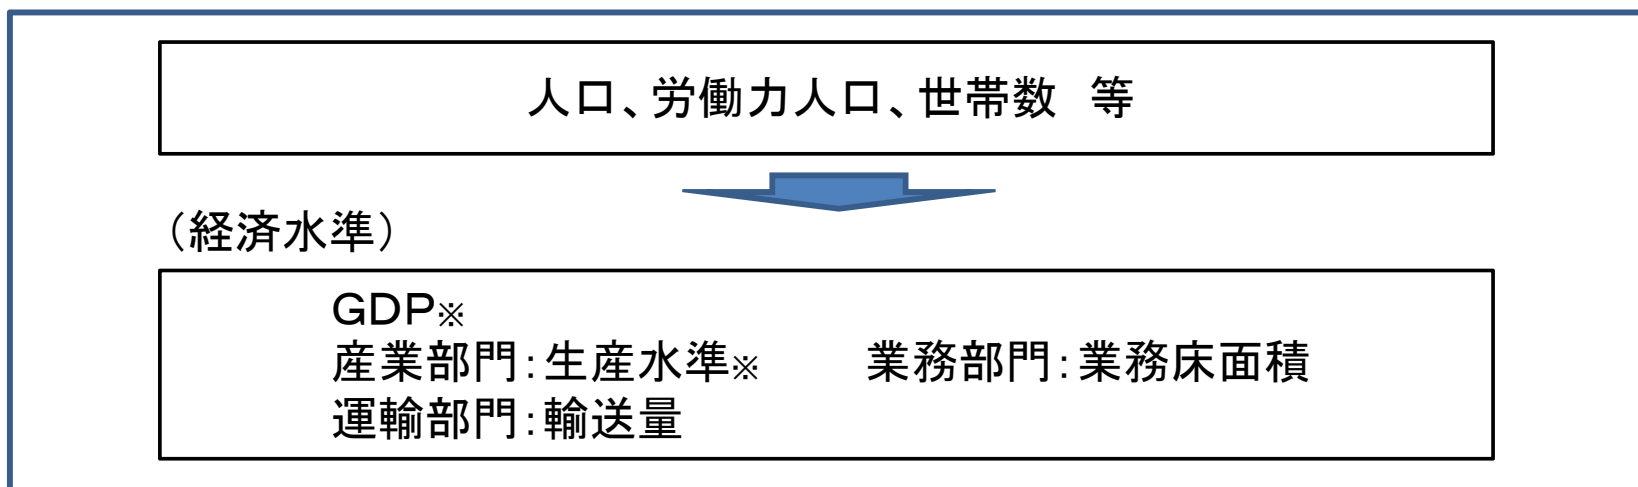 人口、労働力人口、世帯数　等
（経済水準）
GDP※
産業部門：生産水準※　　業務部門：業務床面積
運輸部門：輸送量